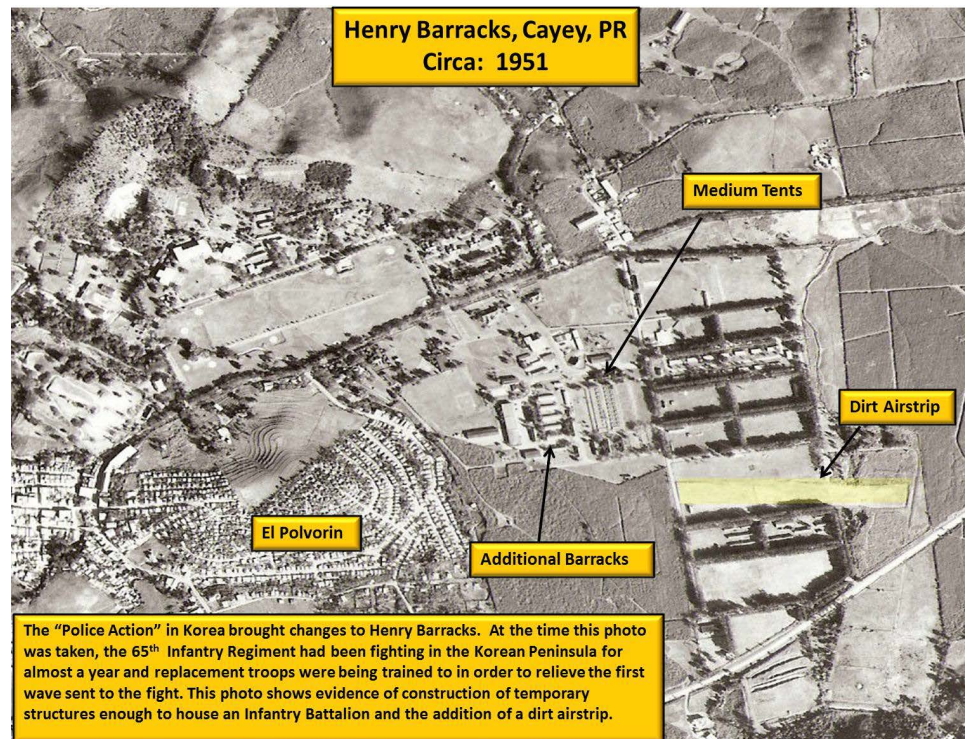 Henry Barracks, Cayey, PR
Circa:  1951
Medium Tents
Dirt Airstrip
El Polvorin
Additional Barracks
The “Police Action” in Korea brought changes to Henry Barracks.  At the time this photo
was taken, the 65th  Infantry Regiment had been fighting in the Korean Peninsula for
almost a year and replacement troops were being trained to in order to relieve the first
wave sent to the fight. This photo shows evidence of construction of temporary
structures enough to house an Infantry Battalion and the addition of a dirt airstrip.